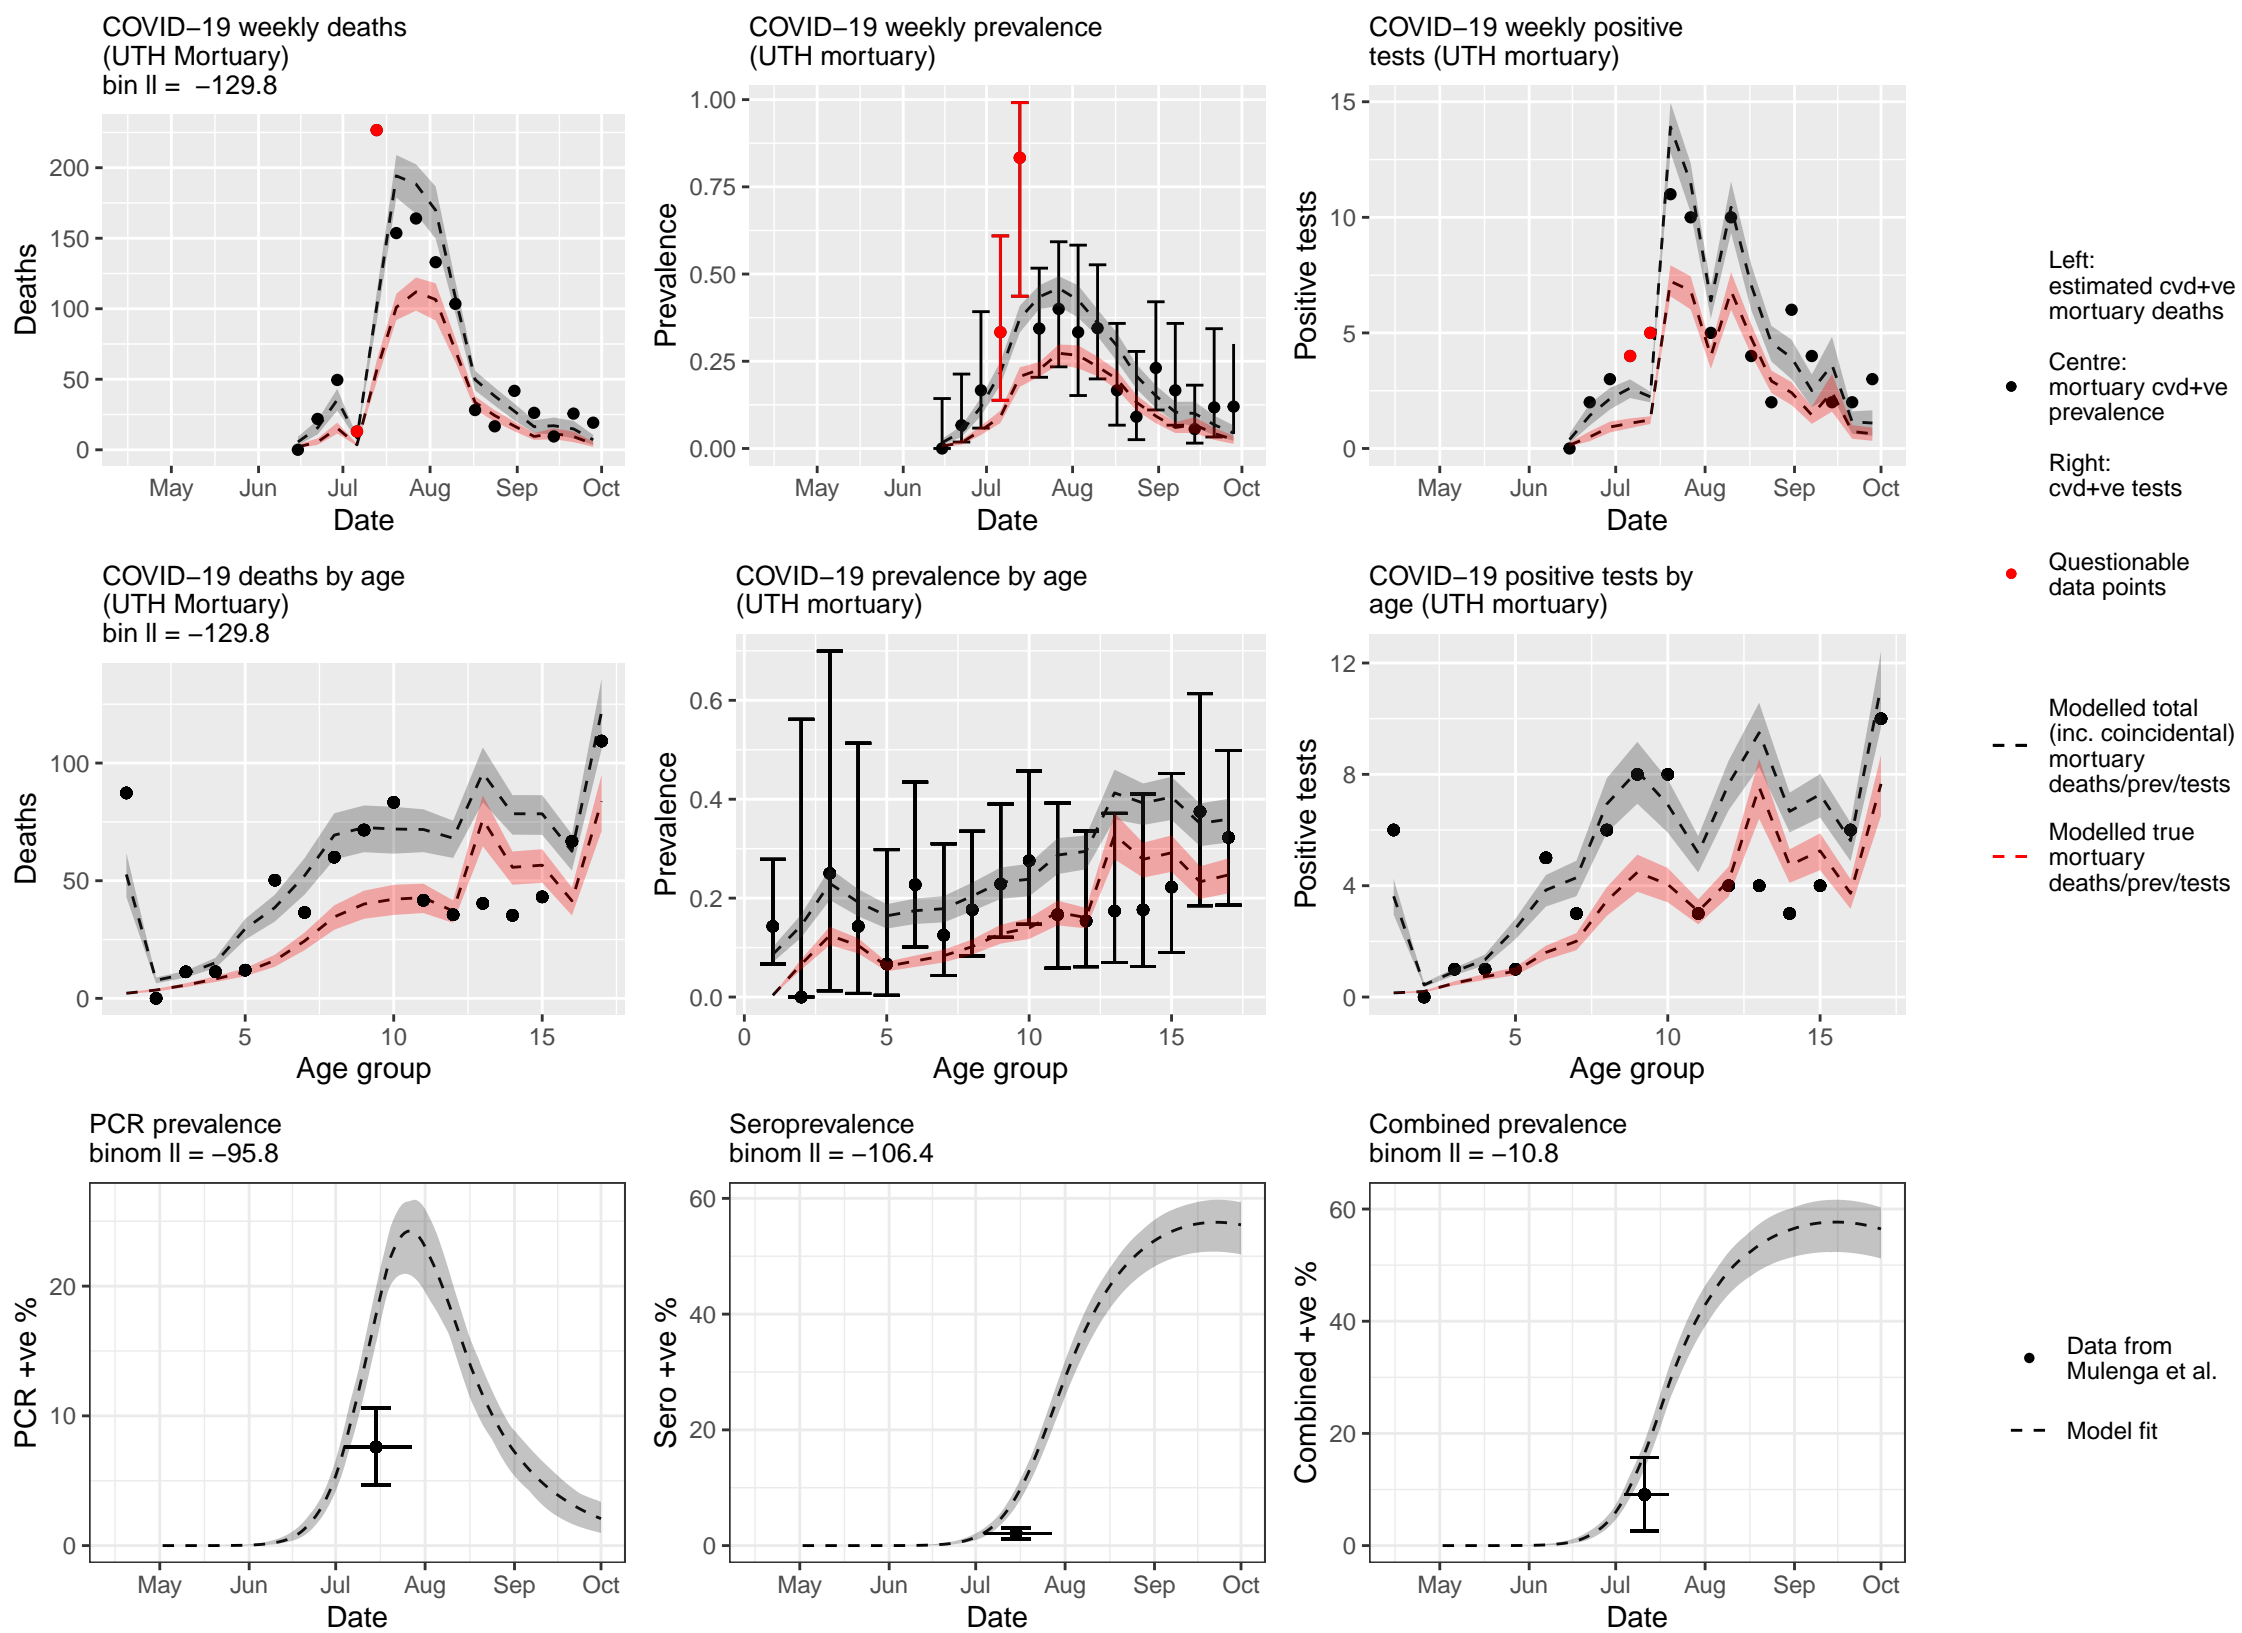 COVID−19 weekly deaths
(UTH Mortuary)
bin ll =  −129.8
Deaths
200
150
100
50
0
May Jun Jul Aug Sep Oct
Date
COVID−19 weekly prevalence
(UTH mortuary)
Prevalence
1.00
0.75
0.50
0.25
0.00
May Jun Jul Aug Sep Oct
Date
COVID−19 weekly positive
tests (UTH mortuary)
Positive tests
15
10
5
0
May Jun Jul Aug Sep Oct
Date
Left:
estimated cvd+ve
mortuary deaths
Centre:
mortuary cvd+ve
prevalence
Right:
cvd+ve tests
Questionable
data points
Modelled total
(inc. coincidental)
mortuary
deaths/prev/tests
Modelled true
mortuary
deaths/prev/tests
COVID−19 deaths by age
(UTH Mortuary)
bin ll = −129.8
Deaths
100
50
0
5 10 15
Age group
COVID−19 prevalence by age
(UTH mortuary)
Prevalence
0.6
0.4
0.2
0.0
0 5 10 15
Age group
COVID−19 positive tests by
age (UTH mortuary)
Positive tests
12
8
4
0
5 10 15
Age group
PCR prevalence
binom ll = −95.8
PCR +ve %
20
10
0
May Jun Jul Aug Sep Oct
Date
Seroprevalence
binom ll = −106.4
Sero +ve %
60
40
20
0
May Jun Jul Aug Sep Oct
Date
Combined prevalence
binom ll = −10.8
Combined +ve %
60
40
20
0
May Jun Jul Aug Sep Oct
Date
Data from
Mulenga et al.
Model fit